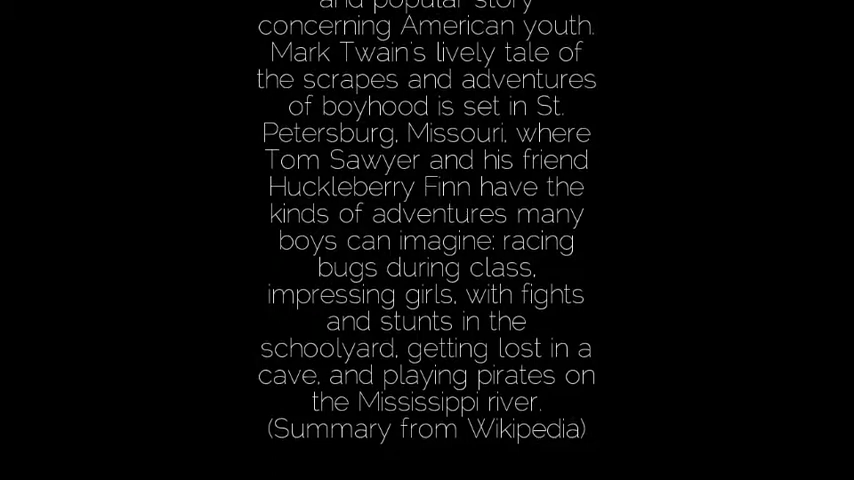 and popular story
concerning American youth.
Mark Twain's lively tale of
the scrapes and adventures
of boyhood is set in St.
Petersburg, Missouri, where
Tom Sawyer and his friend
Huckleberry Finn have the
kinds of adventures many
boys can imagine: racing
bugs during class,
impressing girls, with fights
and stunts in the
schoolyard, getting lost in a
cave, and playing pirates on
the Mississippi river.
(Summary from Wikipedia)